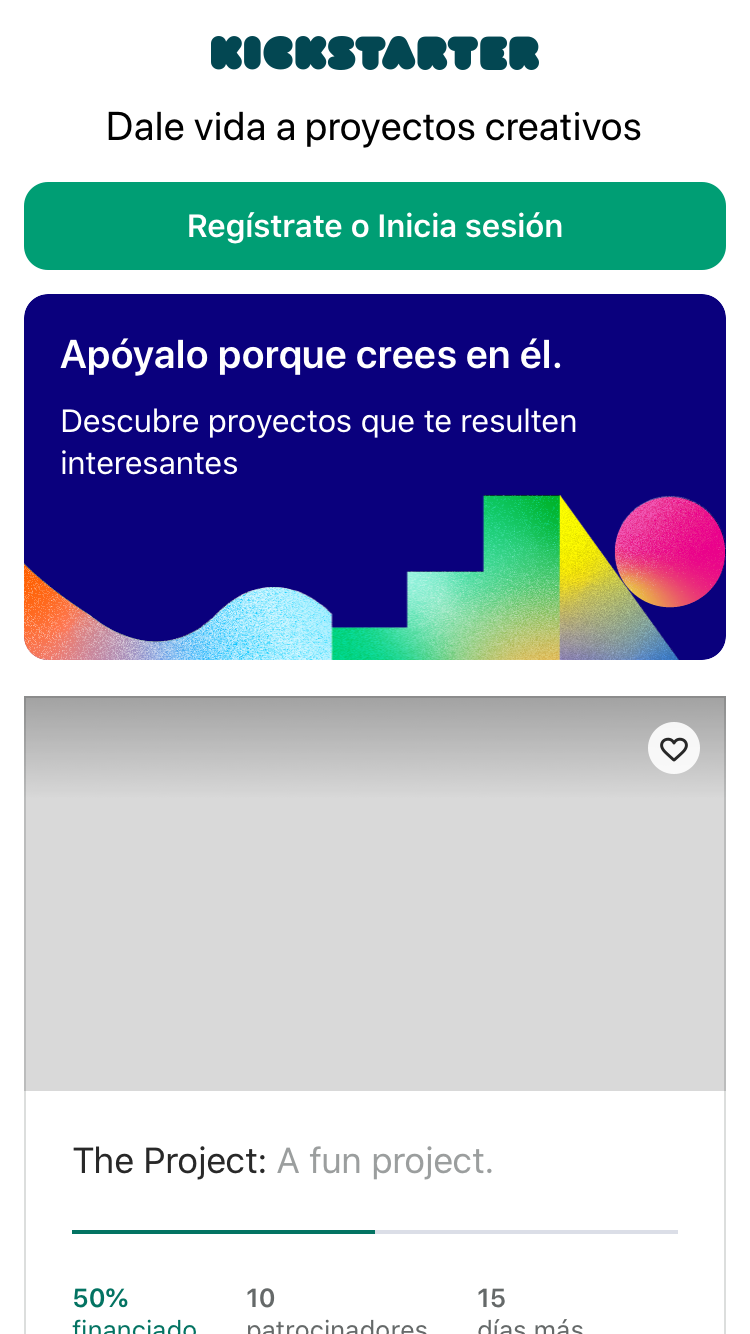 KICKSTARTER
Dale vida a proyectos creativos
Regístrate o Inicia sesión
Apóyalo porque crees en él.
Descubre proyectos que te resulten
interesantes
The Project: A fun project.
50% 10 15
financiado patrocinadores días más